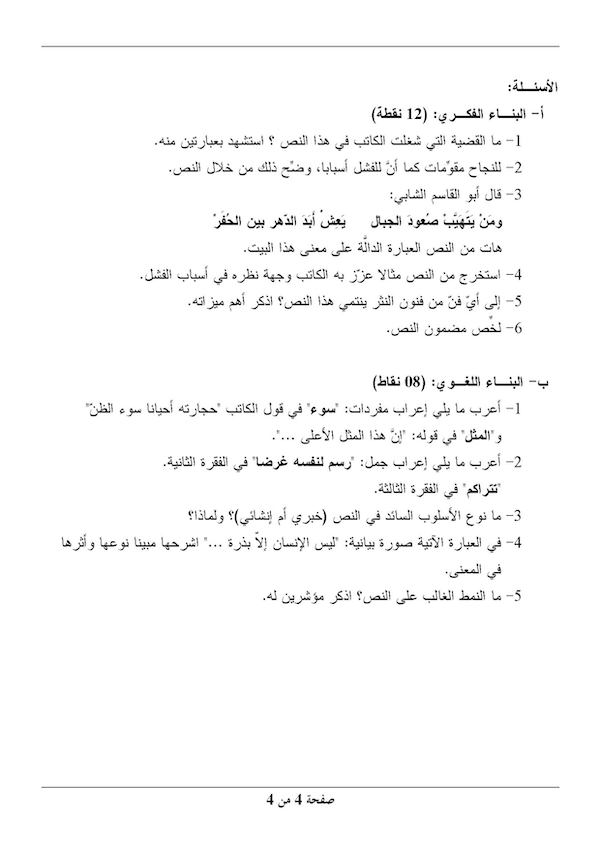 الأسئـــلة:
أ- البنـــاء الفكـــري: (12 نقطة)
1- ما القضية التي شغلت الكاتب في هذا النص ؟ استشهد بعبارتين منه.
2- للنجاح مقوِّمات كما أنَّ للفشل أسبابا، وضِّح ذلك من خلال النص.
3- قال أبو القاسم الشابي:
ومَنْ يَتَهَيَّبْ صُعودَ الجبال يَعِشْ أبَدَ الدّهر بين الحُفَرْ
هات من النص العبارة الدالَّة على معنى هذا البيت.
4- استخرج من النص مثالا عزّز به الكاتب وجهة نظره في أسباب الفشل.
5- إلى أيّ فنّ من فنون النثر ينتمي هذا النص؟ اذكر أهم ميزاته.
6- لخِّص مضمون النص.
ب- البنـــاء اللغـــوي: (08 نقاط)
1- أعرب ما يلي إعراب مفردات: "سوء" في قول الكاتب "حجارته أحيانا سوء الظنّ"
و"المثل" في قوله: "إنَّ هذا المثل الأعلى ...".
2- أعرب ما يلي إعراب جمل: "رسم لنفسه غرضا" في الفقرة الثانية.
"تتراكم" في الفقرة الثالثة.
3- ما نوع الأسلوب السائد في النص (خبري أم إنشائي)؟ ولماذا؟
4- في العبارة الآتية صورة بيانية: "ليس الإنسان إلاّ بذرة ..." اشرحها مبينا نوعها وأثرها
في المعنى.
5- ما النمط الغالب على النص؟ اذكر مؤشرين له.
صفحة 4 من 4